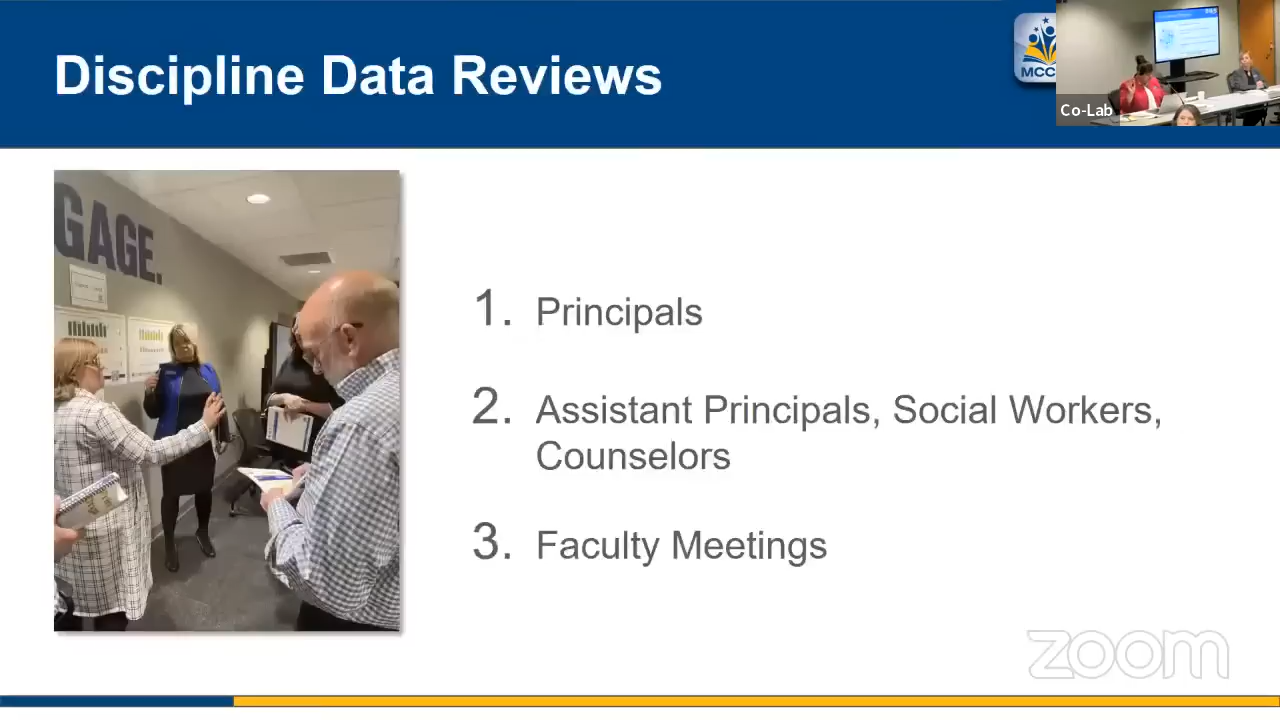 Discipline Data Reviews
MCC
Co-Lab
GAGE.
1. Principals
2. Assistant Principals, Social Workers,
Counselors
3. Faculty Meetings
zoom